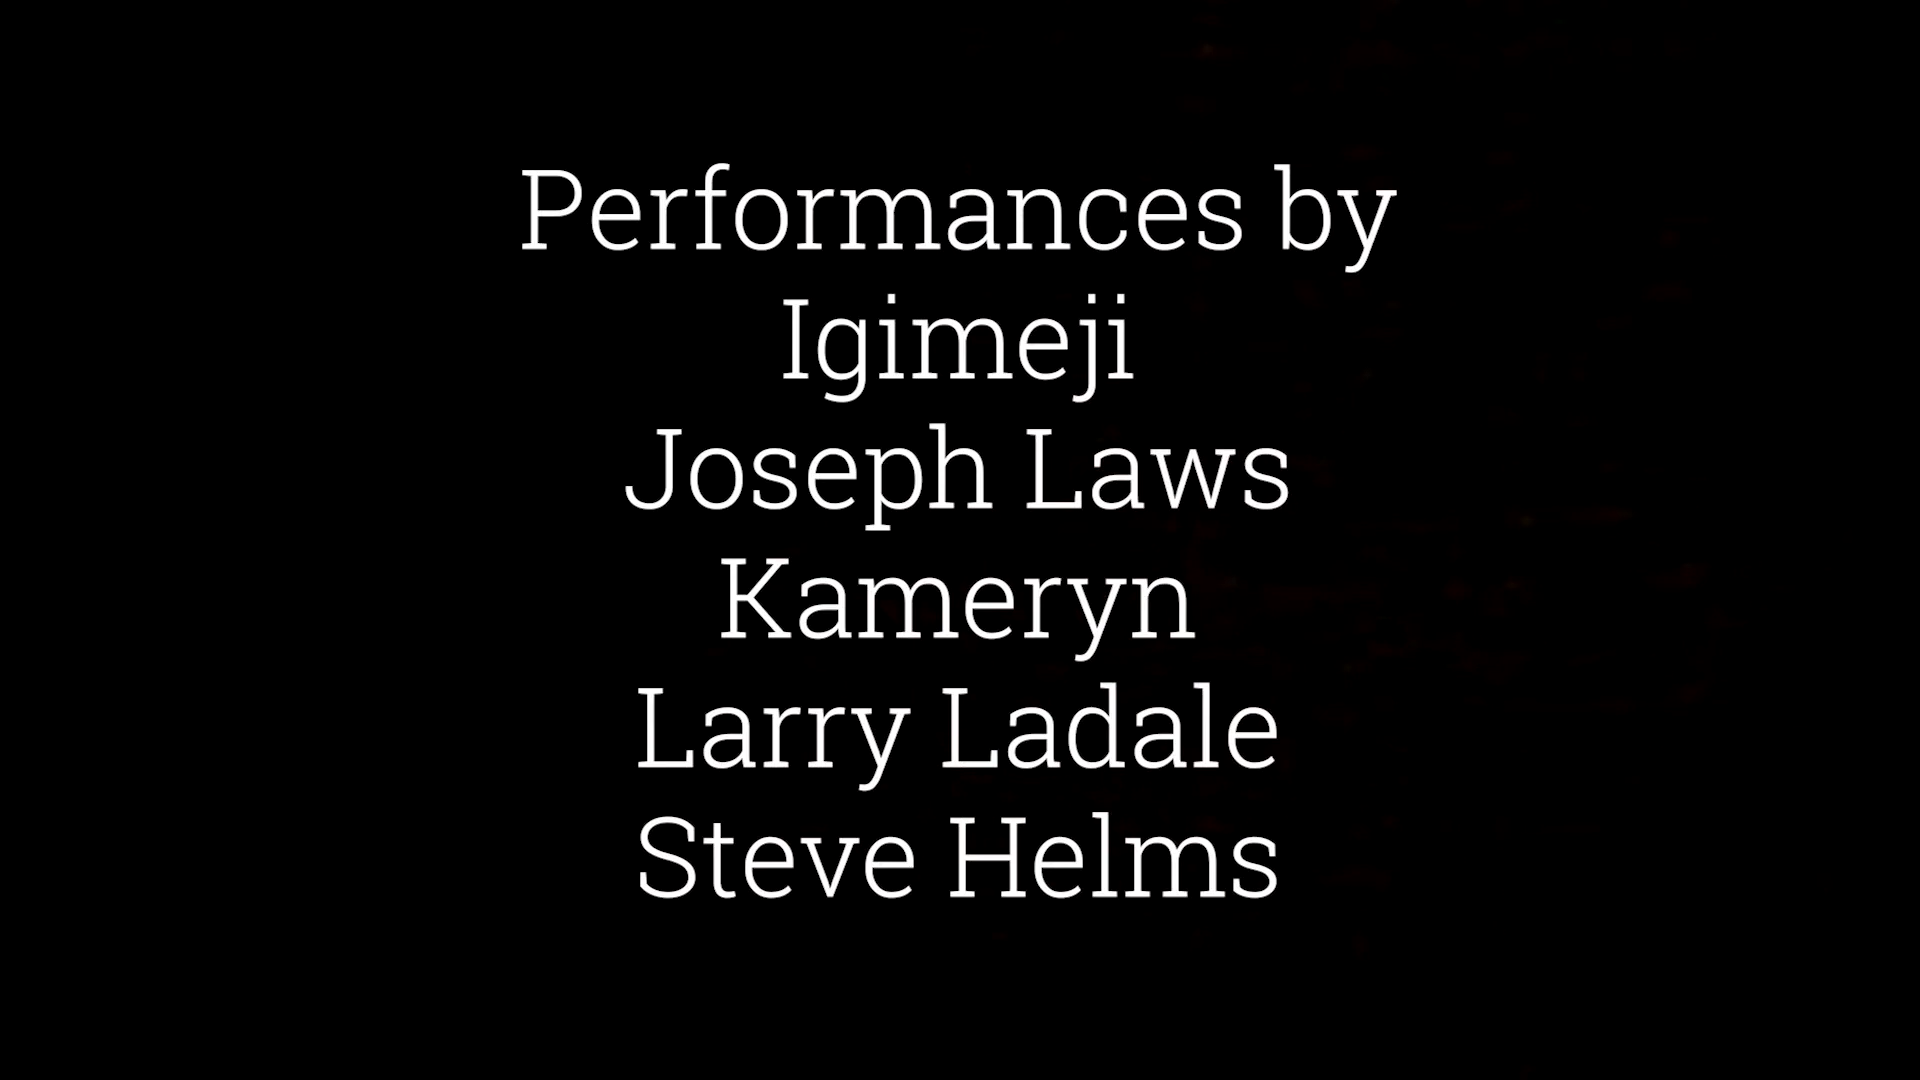 Performances by
Igimeji
Joseph Laws
Kameryn
Larry Ladale
Steve Helms